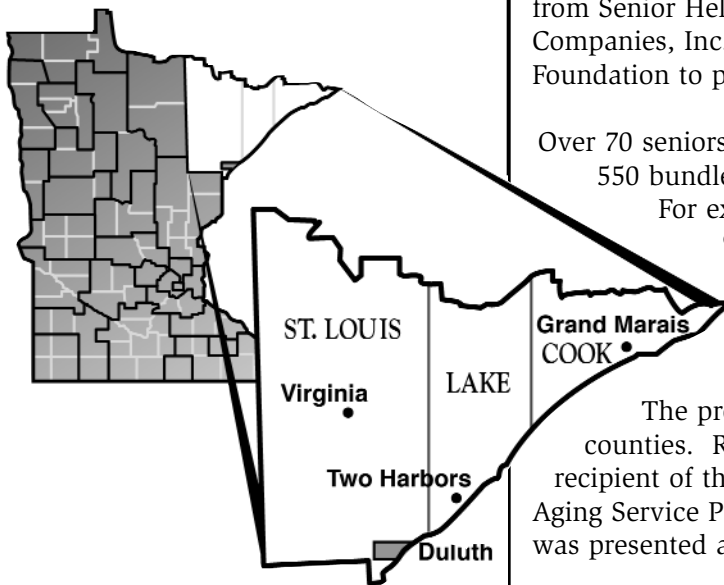 from Senior Hel
Companies, Inc.
Foundation to p
Over 70 seniors
550 bundle
For ex
ST. LOUIS
Grand Marais
COOK
LAKE
Virginia
Two Harbors
Duluth
The pr
counties. R
recipient of th
Aging Service P
was presented a